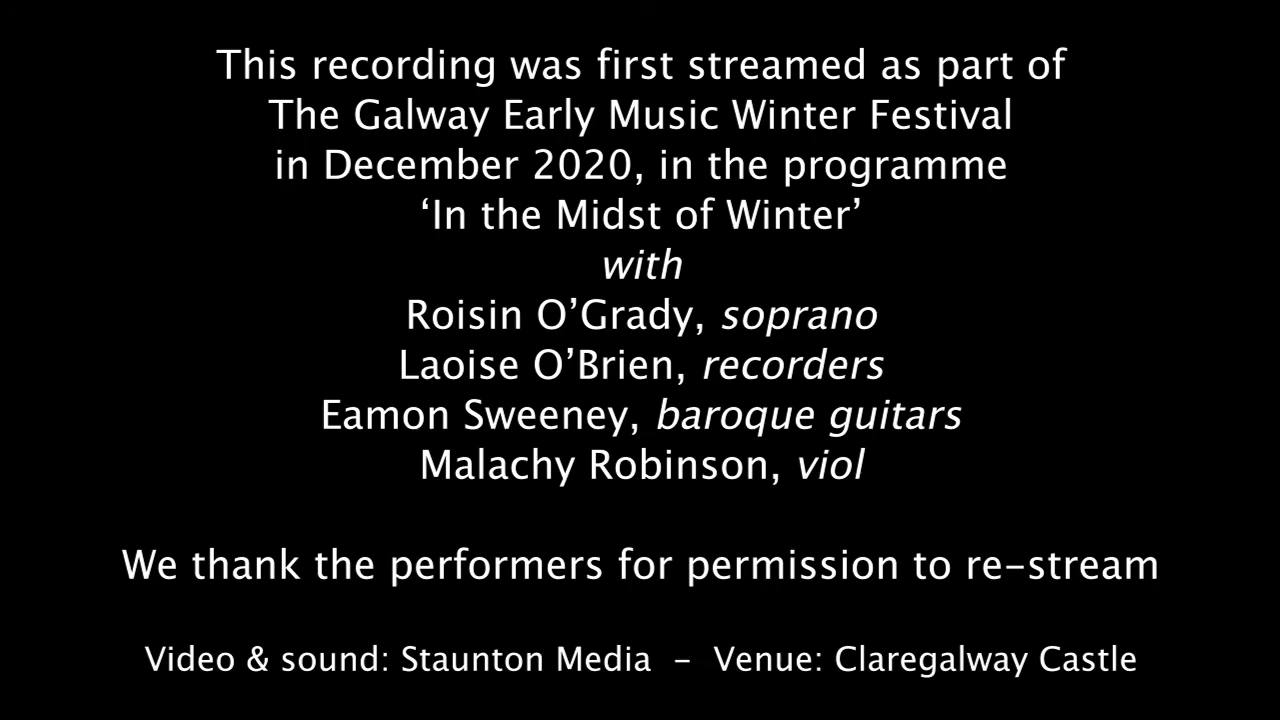 This recording was first streamed as part of
The Galway Early Music Winter Festival
in December 2020, in the programme
‘In the Midst of Winter’
with
Roisin O’Grady, soprano
Laoise O’Brien, recorders
Eamon Sweeney, baroque guitars
Malachy Robinson, viol
We thank the performers for permission to re-stream
Video & sound: Staunton Media – Venue: Claregalway Castle